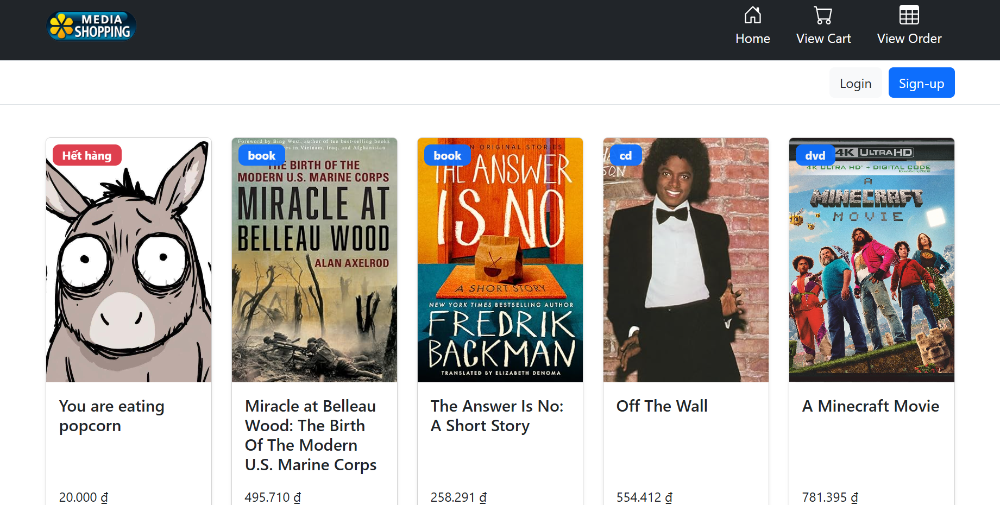 MEDIA
SHOPPING
Home
View Cart
View Order
Login
Sign-up
Hết hàng
You are eating
popcorn
20.000 ₫
Foreword by Bing West, author of ten best-selling books
es in Vietnam, Iraq, and Afghanistan
book
THE BIRTH OF THE
MODERN U.S. MARINE CORPS
MIRACLE AT
BELLEAU WOOD
ALAN AXELROD
Miracle at Belleau
Wood: The Birth
Of The Modern
U.S. Marine Corps
495.710 ₫
N ORIGINAL STORIES
book
THE ANSWER
IS NO
A SHORT STORY
NEW YORK TIMES BESTSELLING AUTHOR
FREDRIK
BACKMAN
TRANSLATED BY ELIZABETH DENOMA
The Answer Is No:
A Short Story
258.291 ₫
cd
SON
Off The Wall
554.412 ₫
dvd
4K ULTRA HD
4K ULTRA HD + DIGITAL CODE
A
MINECRAFT
MOVIE
A Minecraft Movie
781.395 ₫